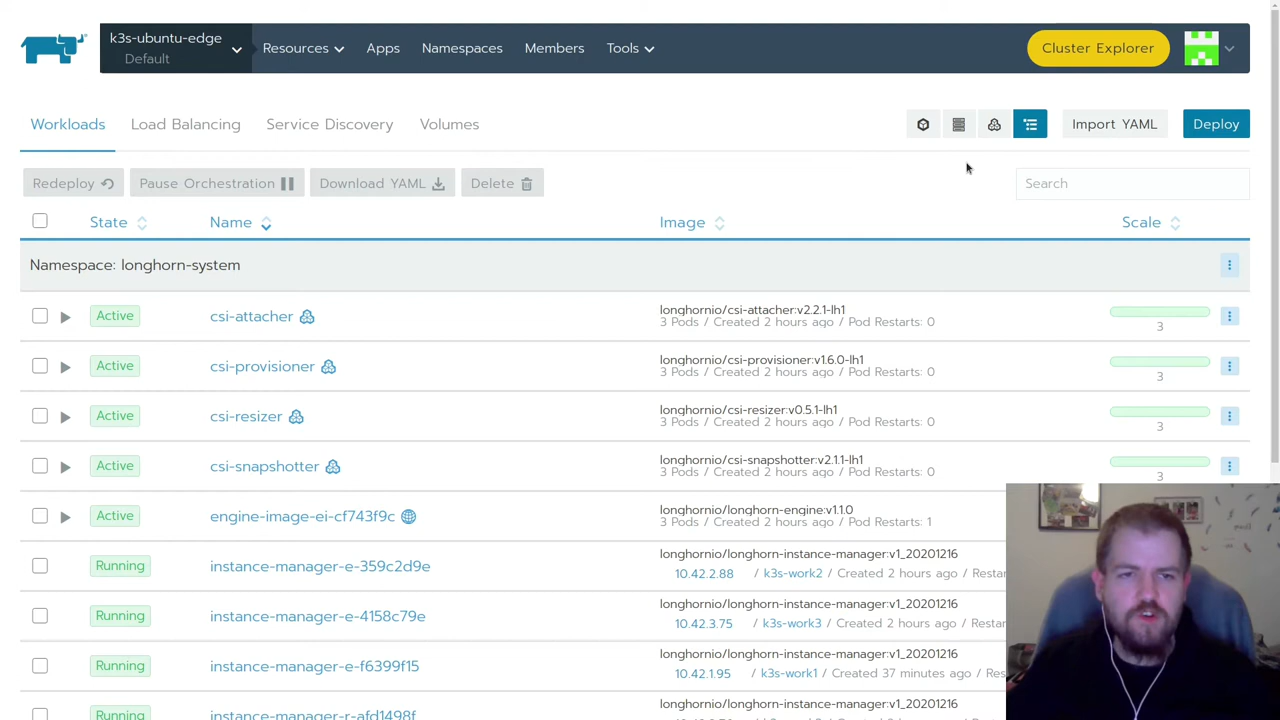 k3s-ubuntu-edge
Default
Resources
Apps
Namespaces
Members
Tools
Cluster Explorer
Workloads
Load Balancing
Service Discovery
Volumes
Import YAML
Deploy
Redeploy
Pause Orchestration
Download YAML
Delete
Search
State
Name
Image
Scale
Namespace: longhorn-system
Active
csi-attacher
longhornio/csi-attacher:v2.2.1-lh1
3 Pods / Created 2 hours ago / Pod Restarts: 0
3
Active
csi-provisioner
longhornio/csi-provisioner:v1.6.0-lh1
3 Pods / Created 2 hours ago / Pod Restarts: 0
3
Active
csi-resizer
longhornio/csi-resizer:v0.5.1-lh1
3 Pods / Created 2 hours ago / Pod Restarts: 0
3
Active
csi-snapshotter
longhornio/csi-snapshotter:v2.1.1-lh1
3 Pods / Created 2 hours ago / Pod Restarts: 0
3
Active
engine-image-ei-cf743f9c
longhornio/longhorn-engine:v1.1.0
3 Pods / Created 2 hours ago / Pod Restarts: 1
Running
instance-manager-e-359c2d9e
longhornio/longhorn-instance-manager:v1_20201216
10.42.2.88 / k3s-work2 / Created 2 hours ago / Restar
Running
instance-manager-e-4158c79e
longhornio/longhorn-instance-manager:v1_20201216
10.42.3.75 / k3s-work3 / Created 2 hours ago / Restar
Running
instance-manager-e-f6399f15
longhornio/longhorn-instance-manager:v1_20201216
10.42.1.95 / k3s-work1 / Created 37 minutes ago / Res
Running
instance-manager-r-afd1498f
longhornio/longhorn-instance-manager:v1_20201216